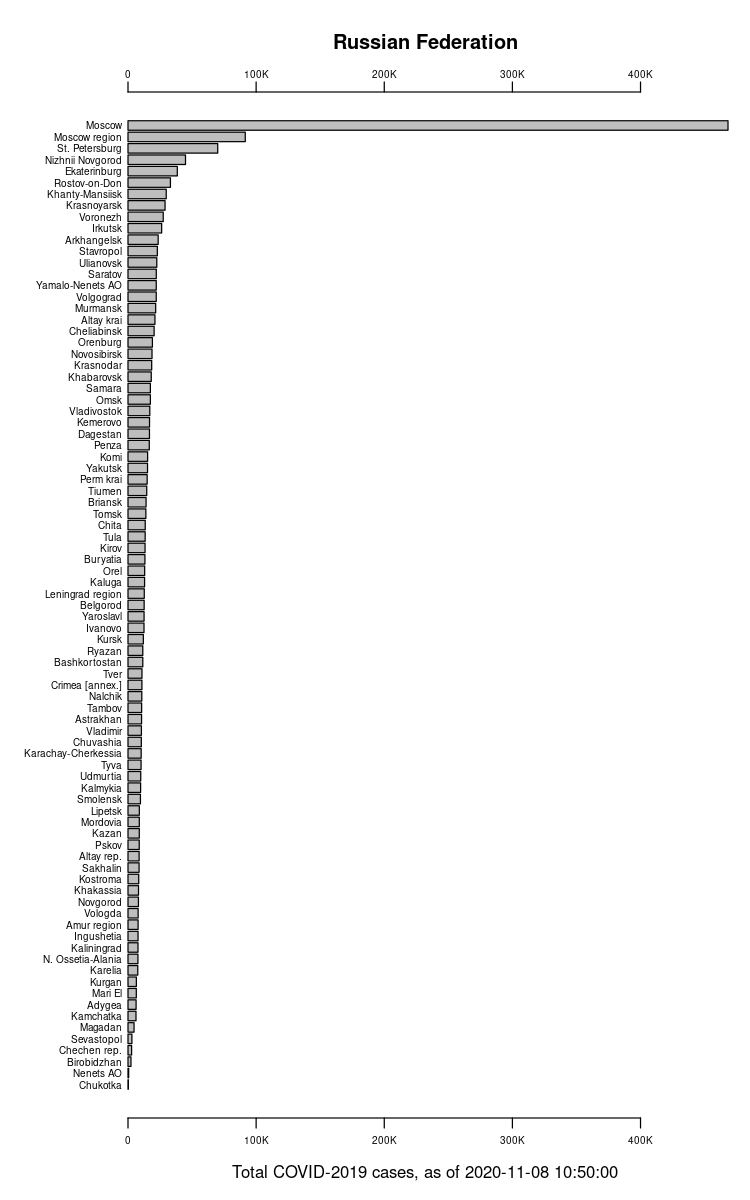 Russian Federation
0 100K 200K 300K 400K
Moscow
Moscow region
St. Petersburg
Nizhnii Novgorod
Ekaterinburg
Rostov-on-Don
Khanty-Mansiisk
Krasnoyarsk
Voronezh
Irkutsk
Arkhangelsk
Stavropol
Ulianovsk
Saratov
Yamalo-Nenets AO
Volgograd
Murmansk
Altay krai
Cheliabinsk
Orenburg
Novosibirsk
Krasnodar
Khabarovsk
Samara
Omsk
Vladivostok
Kemerovo
Dagestan
Penza
Komi
Yakutsk
Perm krai
Tiumen
Briansk
Tomsk
Chita
Tula
Kirov
Buryatia
Orel
Kaluga
Leningrad region
Belgorod
Yaroslavl
Ivanovo
Kursk
Ryazan
Bashkortostan
Tver
Crimea [annex.]
Nalchik
Tambov
Astrakhan
Vladimir
Chuvashia
Karachay-Cherkessia
Tyva
Udmurtia
Kalmykia
Smolensk
Lipetsk
Mordovia
Kazan
Pskov
Altay rep.
Sakhalin
Kostroma
Khakassia
Novgorod
Vologda
Amur region
Ingushetia
Kaliningrad
N. Ossetia-Alania
Karelia
Kurgan
Mari El
Adygea
Kamchatka
Magadan
Sevastopol
Chechen rep.
Birobidzhan
Nenets AO
Chukotka
0 100K 200K 300K 400K
Total COVID-2019 cases, as of 2020-11-08 10:50:00